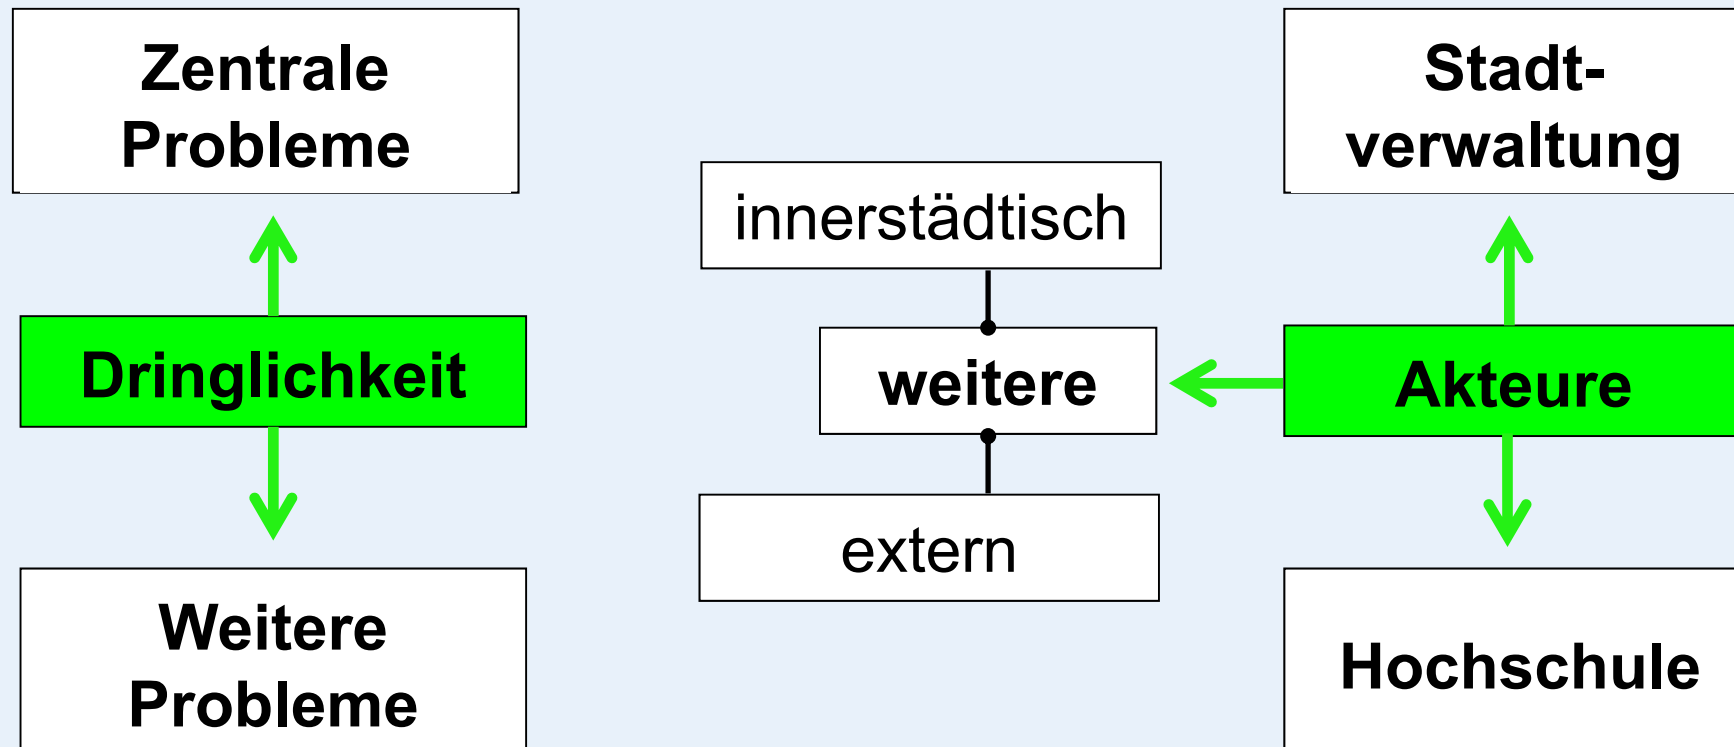 Zentrale
Probleme
Dringlichkeit
Weitere
Probleme
innerstädtisch
weitere
extern
Stadt-
verwaltung
Akteure
Hochschule